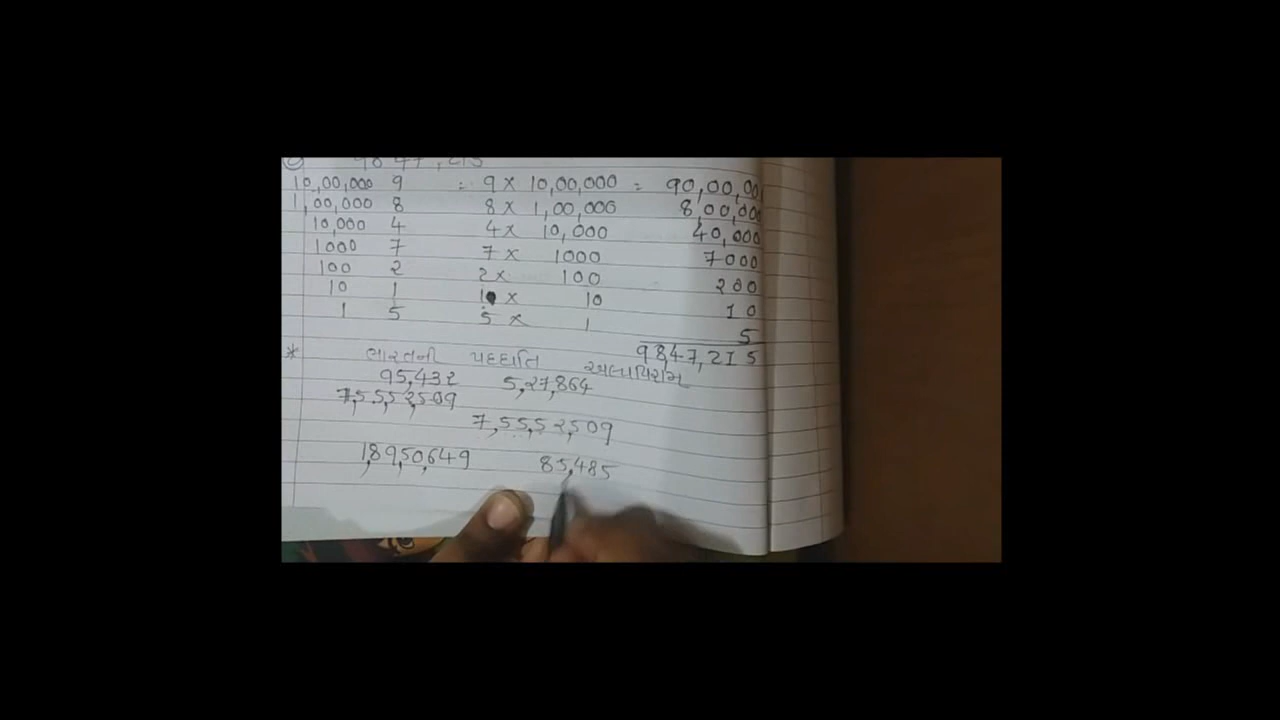 9847,215
10,00,000 9 = 9 × 10,00,000 = 90,00,000
1,00,000 8 8 × 1,00,000 8,00,000
10,000 4 4 × 10,000 40,000
1000 7 7 × 1000 7000
100 2 2 × 100 200
10 1 1 × 10 10
1 5 5 × 1 5
9847,215
* ભારતની પદ્ધતિ અલ્પવિરામ
95,432 5,27,864
7,55,52,509
7,55,52,509
1,89,50,649 85,485